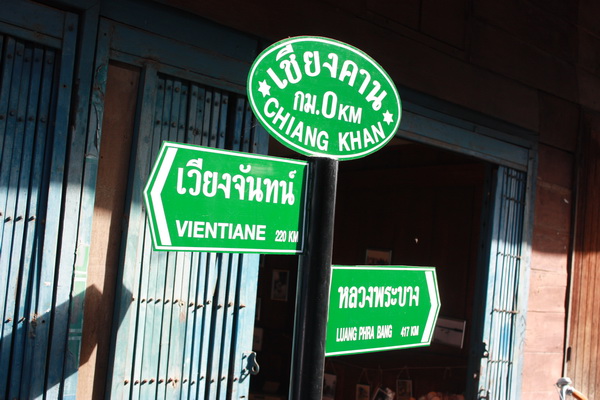 เชียงคาน
กม.0KM
CHIANG KHAN
เวียงจันทน์
VIENTIANE 220 KM
หลวงพระบาง
LUANG PHRA BANG 417 KM